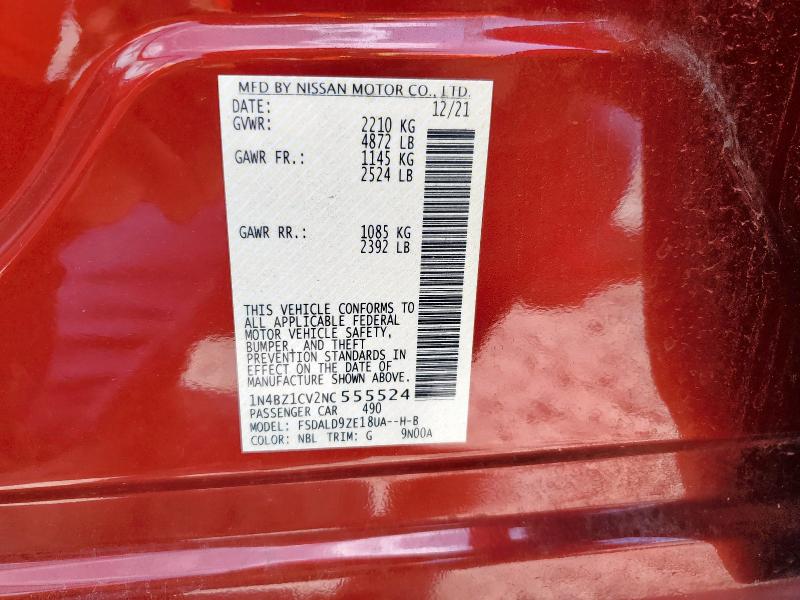 MFD BY NISSAN MOTOR CO., LTD.
DATE: 12/21
GVWR: 2210 KG
4872 LB
GAWR FR.: 1145 KG
2524 LB
GAWR RR.: 1085 KG
2392 LB
THIS VEHICLE CONFORMS TO
ALL APPLICABLE FEDERAL
MOTOR VEHICLE SAFETY,
BUMPER, AND THEFT
PREVENTION STANDARDS IN
EFFECT ON THE DATE OF
MANUFACTURE SHOWN ABOVE.
1N4BZ1CV2NC 555524
PASSENGER CAR 490
MODEL: FSDALD9ZE18UA--H-B
COLOR: NBL TRIM: G 9N00A